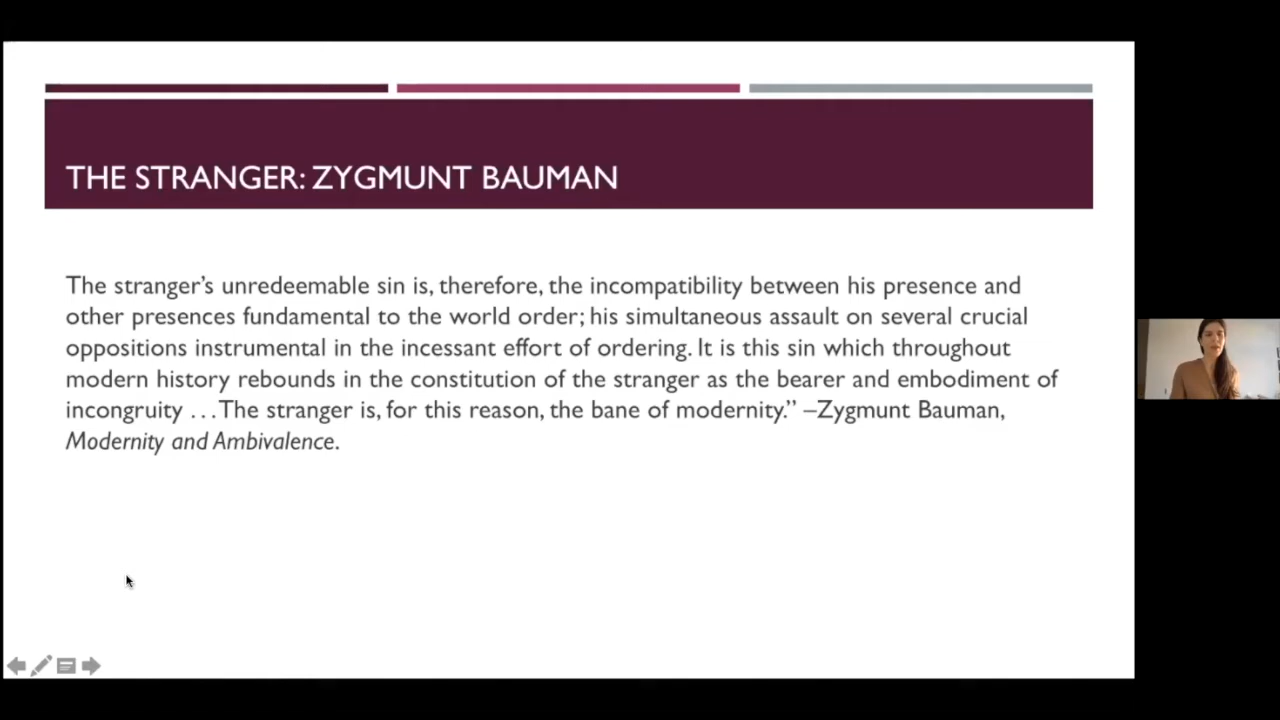 THE STRANGER: ZYGMUNT BAUMAN
The stranger’s unredeemable sin is, therefore, the incompatibility between his presence and
other presences fundamental to the world order; his simultaneous assault on several crucial
oppositions instrumental in the incessant effort of ordering. It is this sin which throughout
modern history rebounds in the constitution of the stranger as the bearer and embodiment of
incongruity …The stranger is, for this reason, the bane of modernity.” –Zygmunt Bauman,
Modernity and Ambivalence.